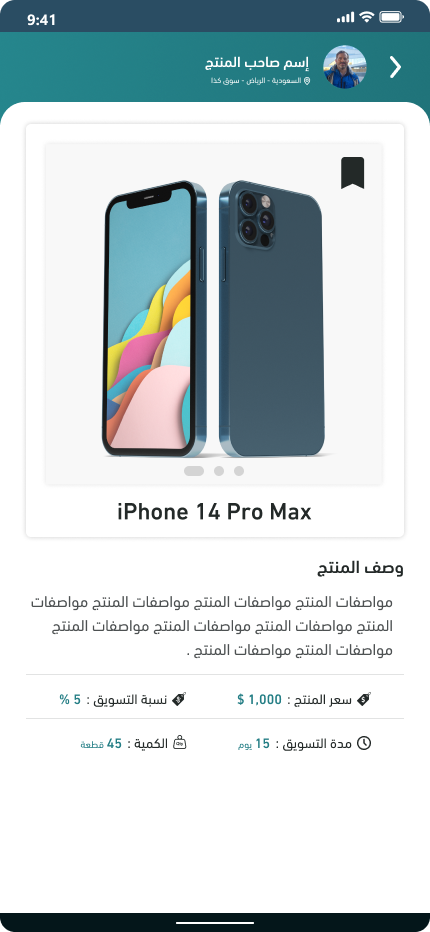 9:41
إسم صاحب المنتج
السعودية - الرياض - سوق كذا
iPhone 14 Pro Max
وصف المنتج
مواصفات المنتج مواصفات المنتج مواصفات المنتج مواصفات
المنتج مواصفات المنتج مواصفات المنتج مواصفات المنتج
مواصفات المنتج مواصفات المنتج .
سعر المنتج : 1,000 $
نسبة التسويق : 5 %
مدة التسويق : 15 يوم
الكمية : 45 قطعة